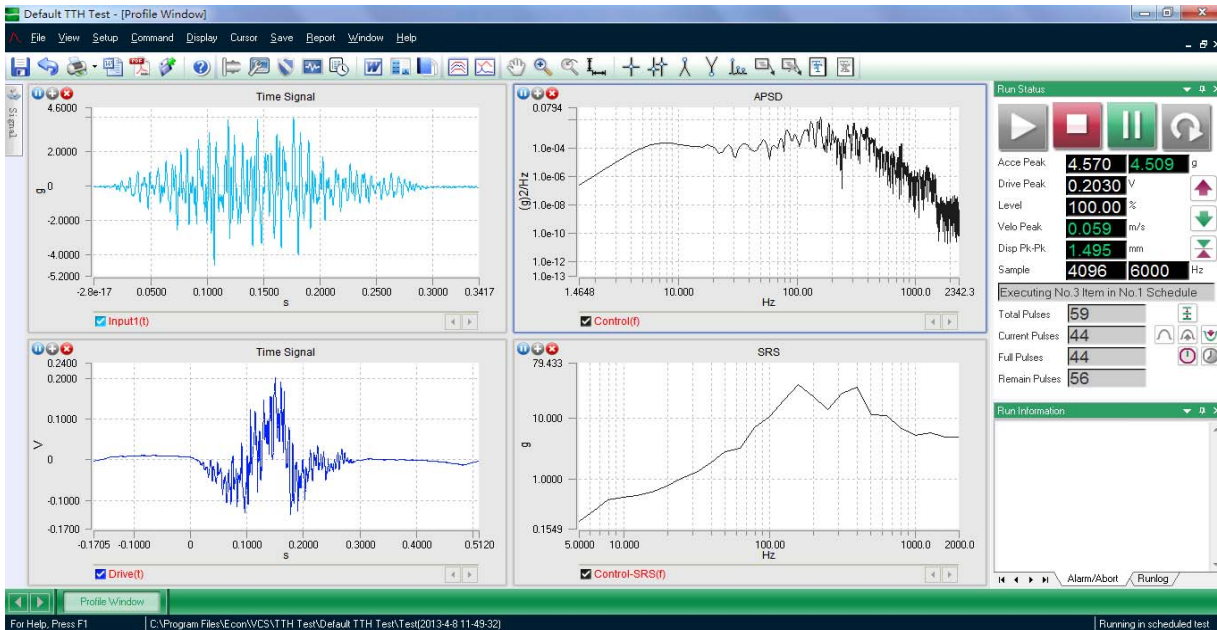 Default TTH Test - [Profile Window]
File View Setup Command Display Cursor Save Report Window Help
Signal
Time Signal
4.6000
2.0000
0
-2.0000
-4.0000
-5.2000
g
-2.8e-17 0.0500 0.1000 0.1500 0.2000 0.2500 0.3000 0.3417
s
Input1(t)
APSD
0.0794
1.0e-04
1.0e-06
1.0e-08
1.0e-10
1.0e-12
1.0e-13
(g)2/Hz
1.4648 10.000 100.00 1000.0 2342.3
Hz
Control(f)
Time Signal
0.2400
0.2000
0.1000
0
-0.1000
-0.1700
V
-0.1705 -0.1000 0 0.1000 0.2000 0.3000 0.4000 0.5120
s
Drive(t)
SRS
79.433
10.000
1.0000
0.1549
g
5.0000 10.000 100.00 1000.0 2000.0
Hz
Control-SRS(f)
Run Status
Acce Peak 4.570 4.509 g
Drive Peak 0.2030 V
Level 100.00 %
Velo Peak 0.059 m/s
Disp Pk-Pk 1.495 mm
Sample 4096 6000 Hz
Executing No.3 Item in No.1 Schedule
Total Pulses 59
Current Pulses 44
Full Pulses 44
Remain Pulses 56
Run Information
Alarm/Abort Runlog
Profile Window
For Help, Press F1 C:\Program Files\Econ\VCS\TTH Test\Default TTH Test\Test(2013-4-8 11-49-32) Running in scheduled test